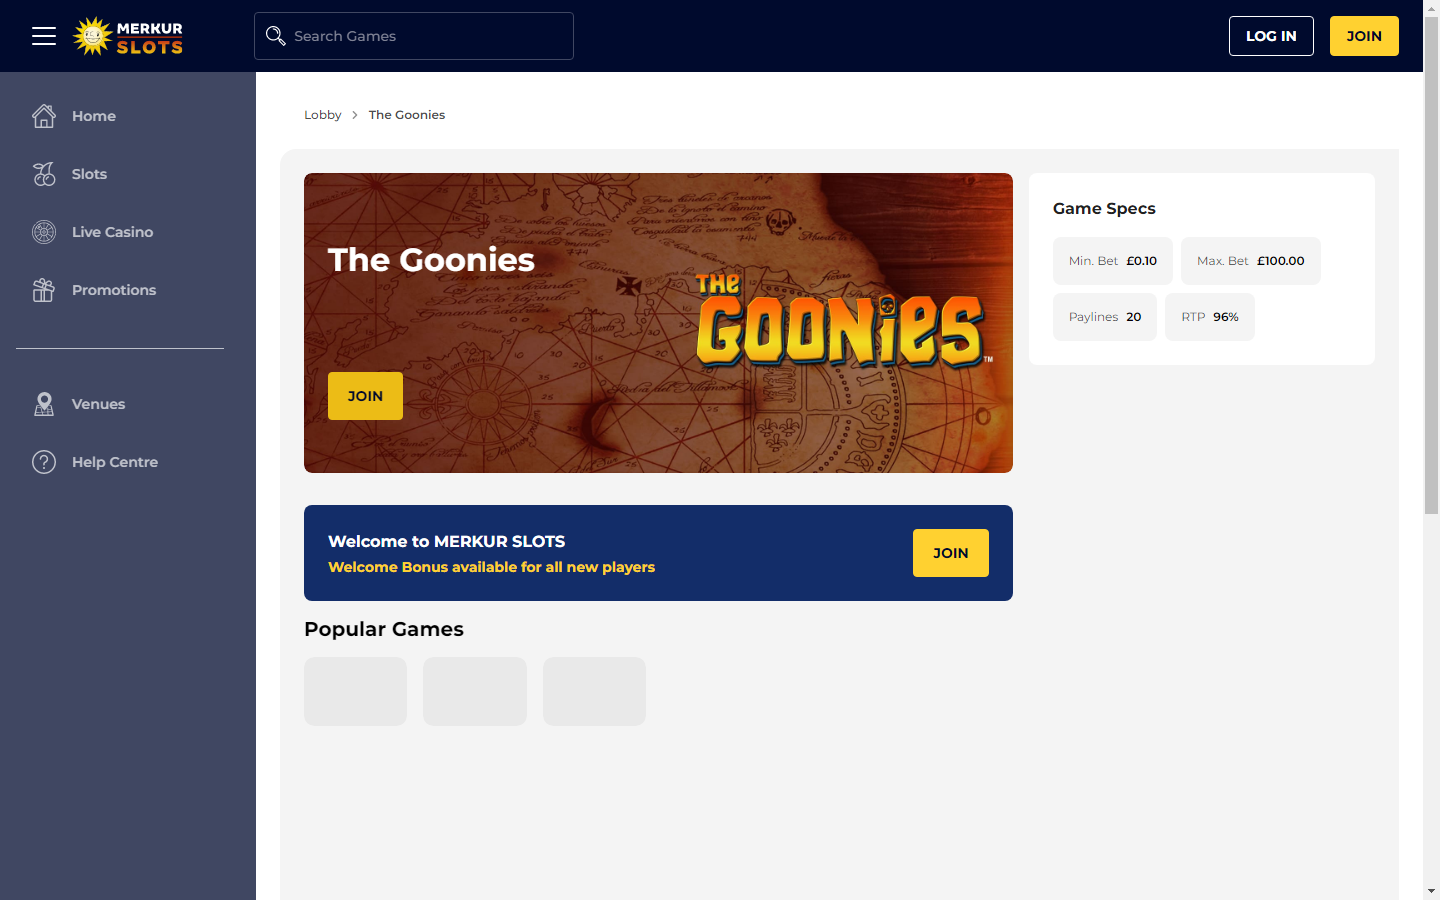 MERKUR
SLOTS
Search Games
LOG IN
JOIN
Home
Slots
Live Casino
Promotions
Venues
Help Centre
Lobby
The Goonies
The Goonies
THE
GOONIES
TM
JOIN
Game Specs
Min. Bet £0.10
Max. Bet £100.00
Paylines 20
RTP 96%
Welcome to MERKUR SLOTS
Welcome Bonus available for all new players
JOIN
Popular Games